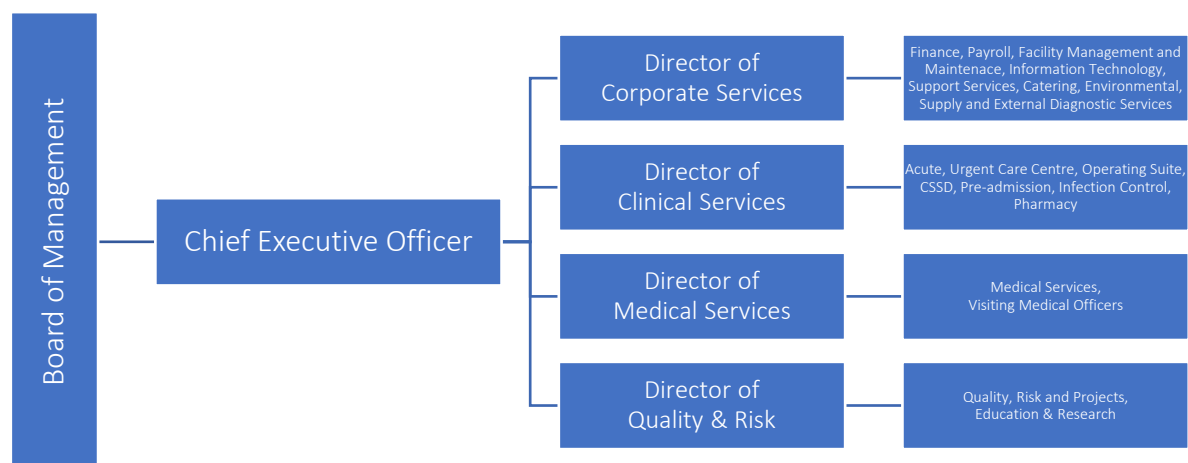 Board of Management
Chief Executive Officer
Director of
Corporate Services
Finance, Payroll, Facility Management and
Maintenace, Information Technology,
Support Services, Catering, Environmental,
Supply and External Diagnostic Services
Director of
Clinical Services
Acute, Urgent Care Centre, Operating Suite,
CSSD, Pre-admission, Infection Control,
Pharmacy
Director of
Medical Services
Medical Services,
Visiting Medical Officers
Director of
Quality & Risk
Quality, Risk and Projects,
Education & Research